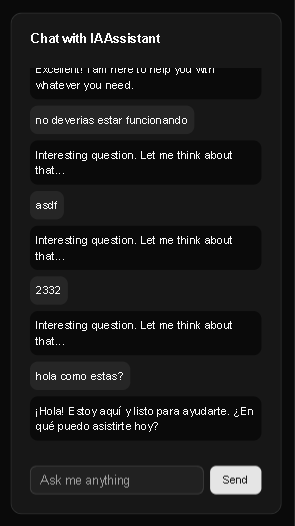 Chat with IAAssistant
Excellent! I am here to help you with
whatever you need.
no deverias estar funcionando
Interesting question. Let me think about
that...
asdf
Interesting question. Let me think about
that...
2332
Interesting question. Let me think about
that...
hola como estas?
¡Hola! Estoy aquí y listo para ayudarte. ¿En
qué puedo asistirte hoy?
Ask me anything
Send